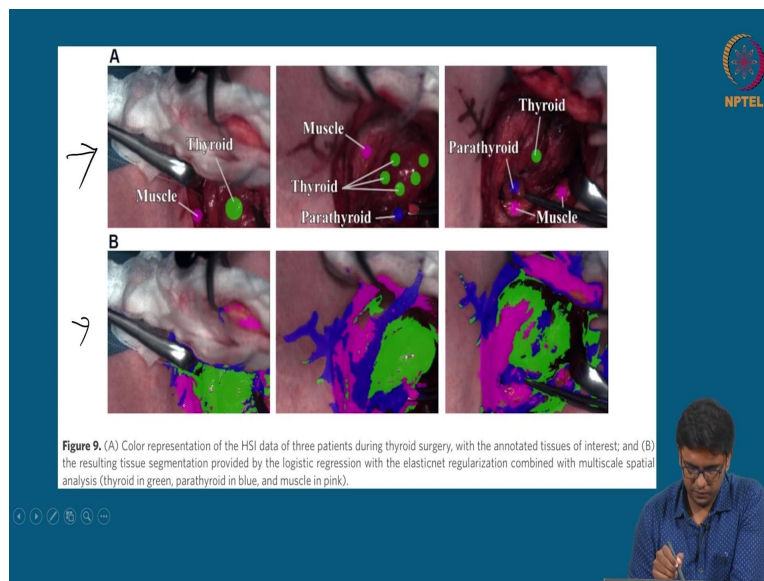 A
NPTEL
Thyroid
Muscle
Muscle
Thyroid
Parathyroid
Thyroid
Parathyroid
Muscle
B
Figure 9. (A) Color representation of the HSI data of three patients during thyroid surgery, with the annotated tissues of interest; and (B)
the resulting tissue segmentation provided by the logistic regression with the elasticnet regularization combined with multiscale spatial
analysis (thyroid in green, parathyroid in blue, and muscle in pink).